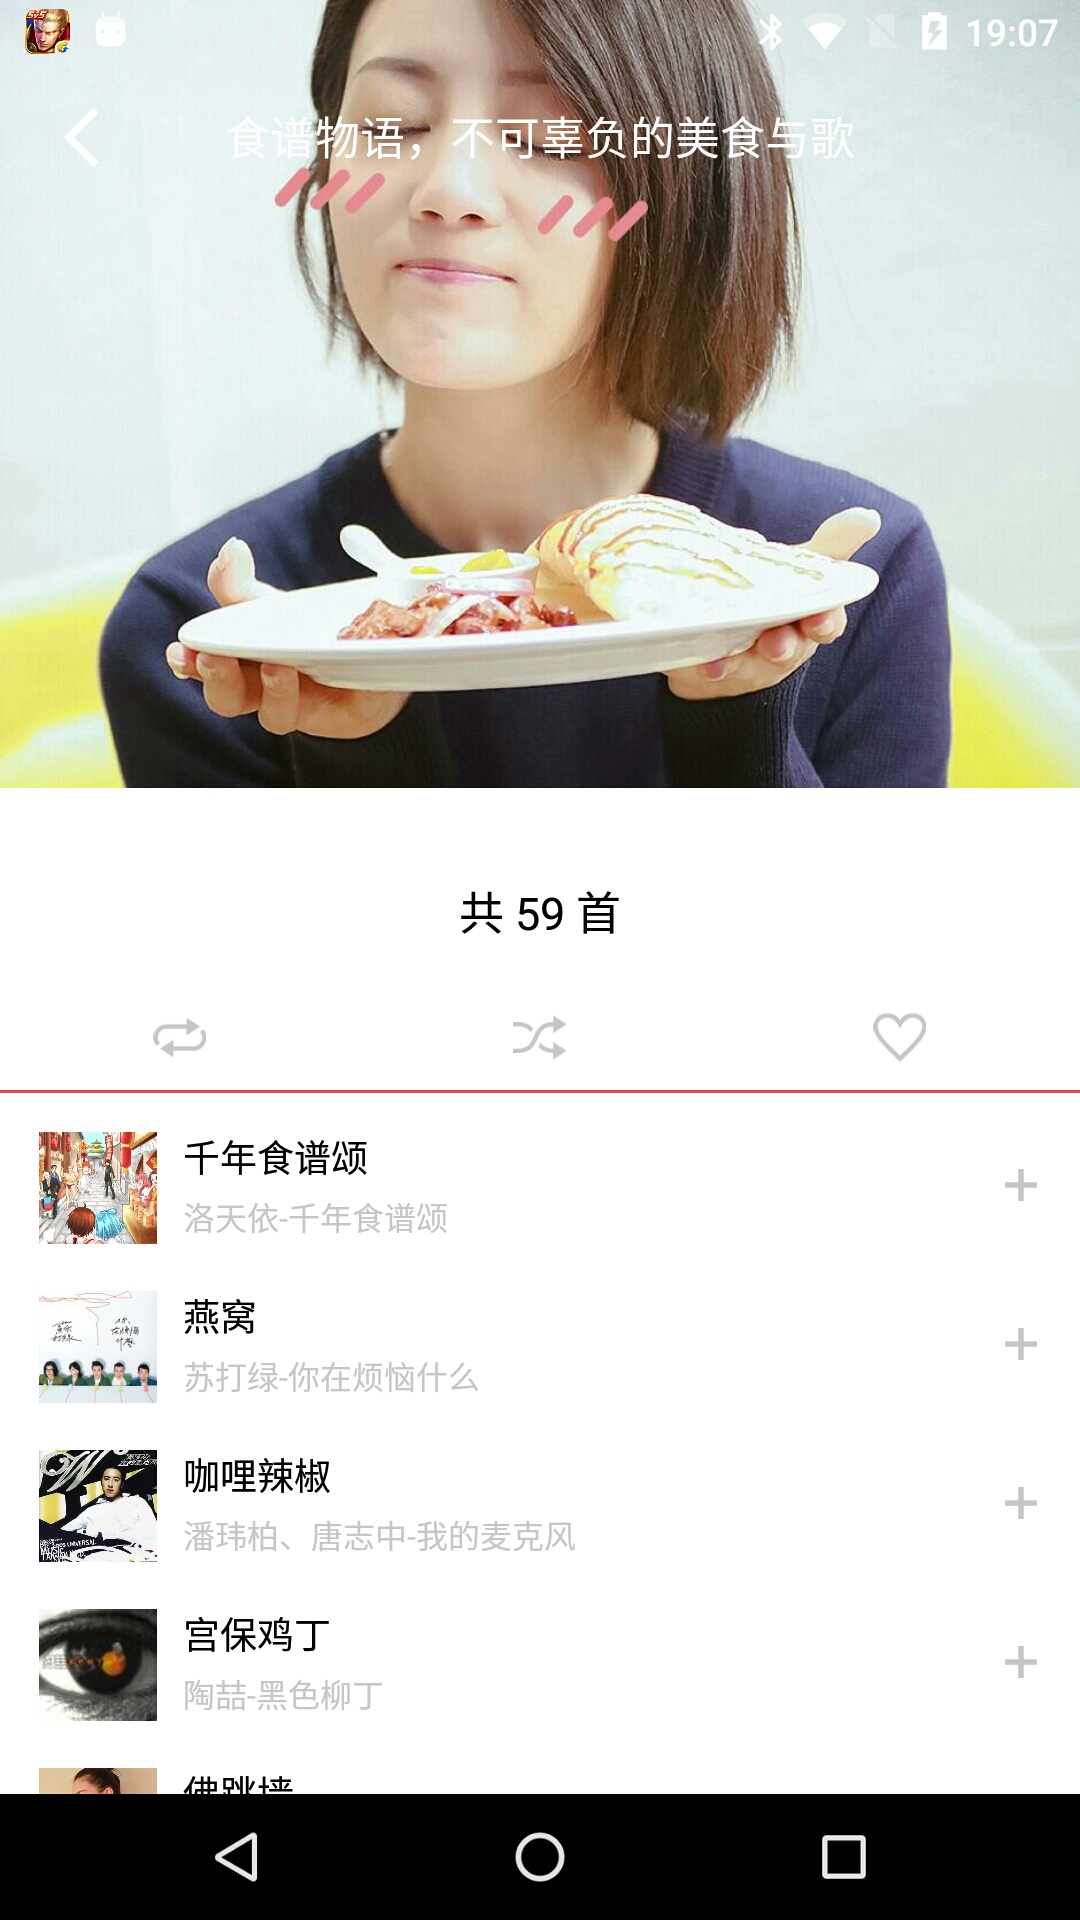 19:07
食谱物语，不可辜负的美食与歌
共 59 首
千年食谱颂
洛天依-千年食谱颂
燕窝
苏打绿-你在烦恼什么
咖哩辣椒
潘玮柏、唐志中-我的麦克风
宫保鸡丁
陶喆-黑色柳丁
佛跳墙